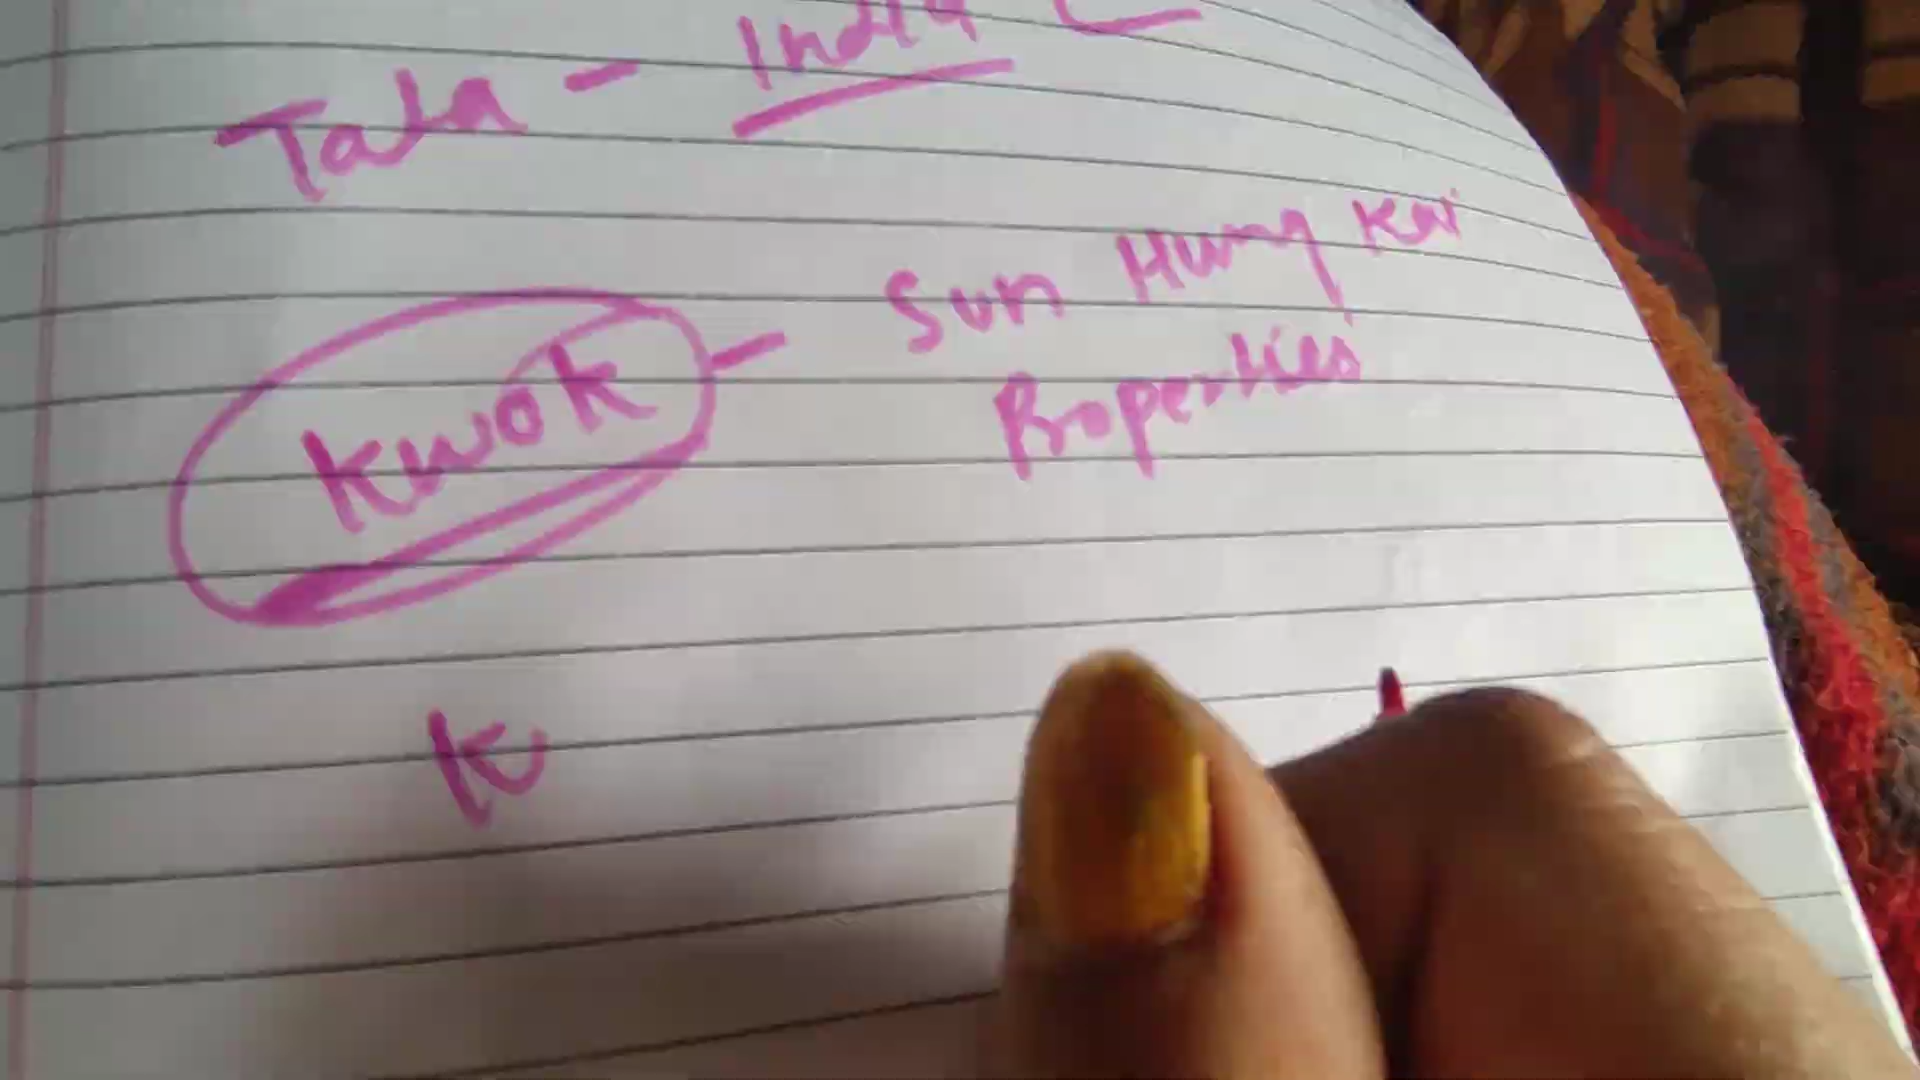 Tata - India
Kwok - Sun Hung Kai
Properties
K